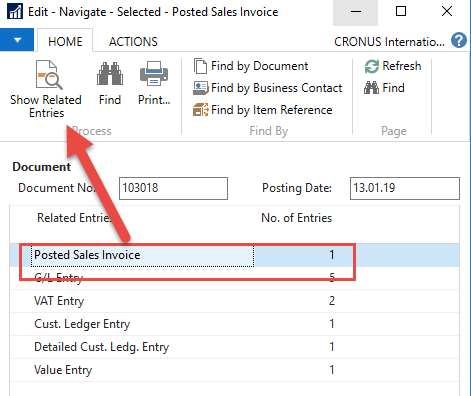 Edit - Navigate - Selected - Posted Sales Invoice
HOME ACTIONS CRONUS Internatio...
Show Related Entries
Find
Print...
Process
Find by Document
Find by Business Contact
Find by Item Reference
Find By
Refresh
Find
Page
Document
Document No.: 103018 Posting Date: 13.01.19
Related Entries No. of Entries
Posted Sales Invoice 1
G/L Entry 5
VAT Entry 2
Cust. Ledger Entry 1
Detailed Cust. Ledg. Entry 1
Value Entry 1